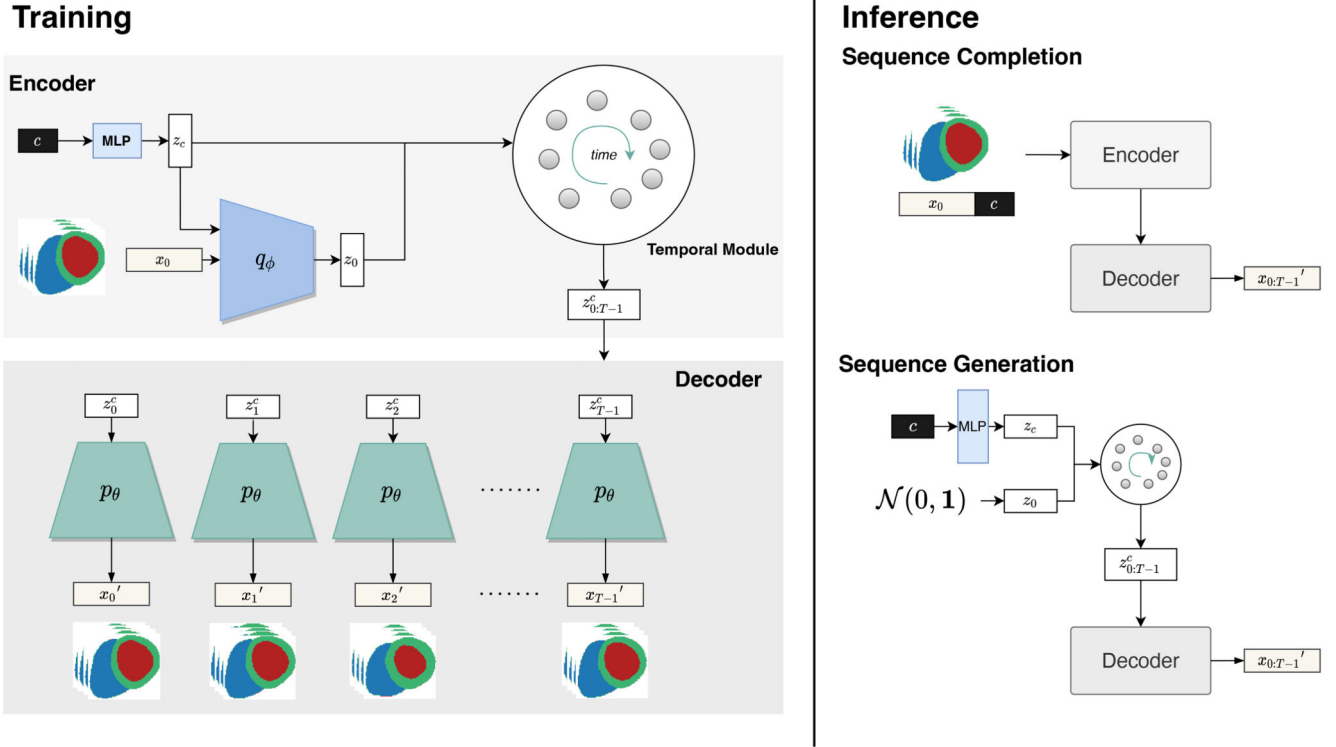 Training
Encoder
c
MLP
z_c
time
x_0
q_ϕ
z_0
Temporal Module
z^c_{0:T−1}
Decoder
z^c_0 z^c_1 z^c_2 z^c_{T−1}
p_θ p_θ p_θ ....... p_θ
x_0′ x_1′ x_2′ ....... x_{T−1}′
Inference
Sequence Completion
Encoder
x_0 c
Decoder
x_{0:T−1}′
Sequence Generation
c
MLP
z_c
𝒩(0, 𝟏)
z_0
z^c_{0:T−1}
Decoder
x_{0:T−1}′